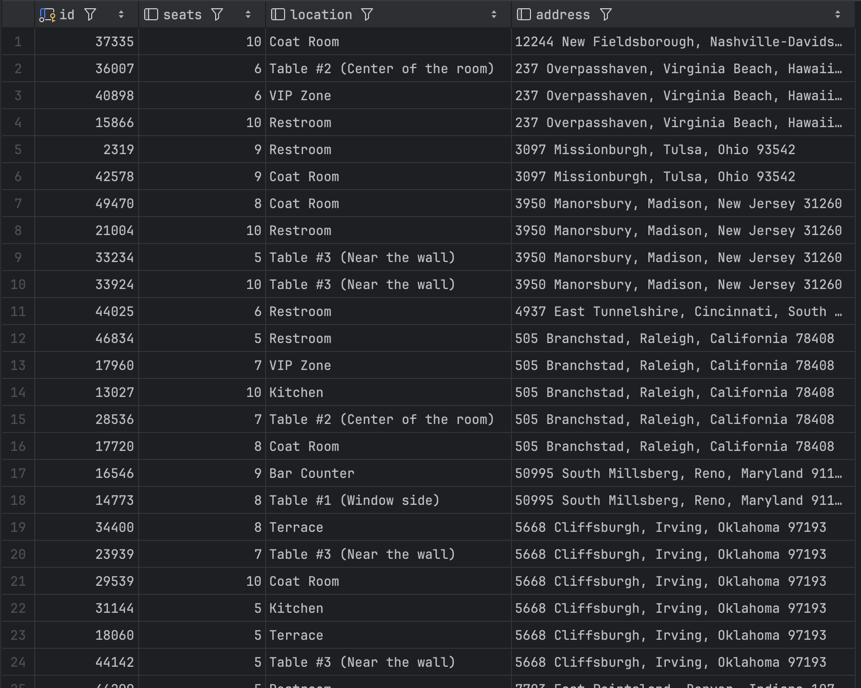 id seats location address
1 37335 10 Coat Room 12244 New Fieldsborough, Nashville-Davids…
2 36007 6 Table #2 (Center of the room) 237 Overpasshaven, Virginia Beach, Hawaii…
3 40898 6 VIP Zone 237 Overpasshaven, Virginia Beach, Hawaii…
4 15866 10 Restroom 237 Overpasshaven, Virginia Beach, Hawaii…
5 2319 9 Restroom 3097 Missionburgh, Tulsa, Ohio 93542
6 42578 9 Coat Room 3097 Missionburgh, Tulsa, Ohio 93542
7 49470 8 Coat Room 3950 Manorsbury, Madison, New Jersey 31260
8 21004 10 Restroom 3950 Manorsbury, Madison, New Jersey 31260
9 33234 5 Table #3 (Near the wall) 3950 Manorsbury, Madison, New Jersey 31260
10 33924 10 Table #3 (Near the wall) 3950 Manorsbury, Madison, New Jersey 31260
11 44025 6 Restroom 4937 East Tunnelshire, Cincinnati, South …
12 46834 5 Restroom 505 Branchstad, Raleigh, California 78408
13 17960 7 VIP Zone 505 Branchstad, Raleigh, California 78408
14 13027 10 Kitchen 505 Branchstad, Raleigh, California 78408
15 28536 7 Table #2 (Center of the room) 505 Branchstad, Raleigh, California 78408
16 17720 8 Coat Room 505 Branchstad, Raleigh, California 78408
17 16546 9 Bar Counter 50995 South Millsberg, Reno, Maryland 911…
18 14773 8 Table #1 (Window side) 50995 South Millsberg, Reno, Maryland 911…
19 34400 8 Terrace 5668 Cliffsburgh, Irving, Oklahoma 97193
20 23939 7 Table #3 (Near the wall) 5668 Cliffsburgh, Irving, Oklahoma 97193
21 29539 10 Coat Room 5668 Cliffsburgh, Irving, Oklahoma 97193
22 31144 5 Kitchen 5668 Cliffsburgh, Irving, Oklahoma 97193
23 18060 5 Terrace 5668 Cliffsburgh, Irving, Oklahoma 97193
24 44142 5 Table #3 (Near the wall) 5668 Cliffsburgh, Irving, Oklahoma 97193